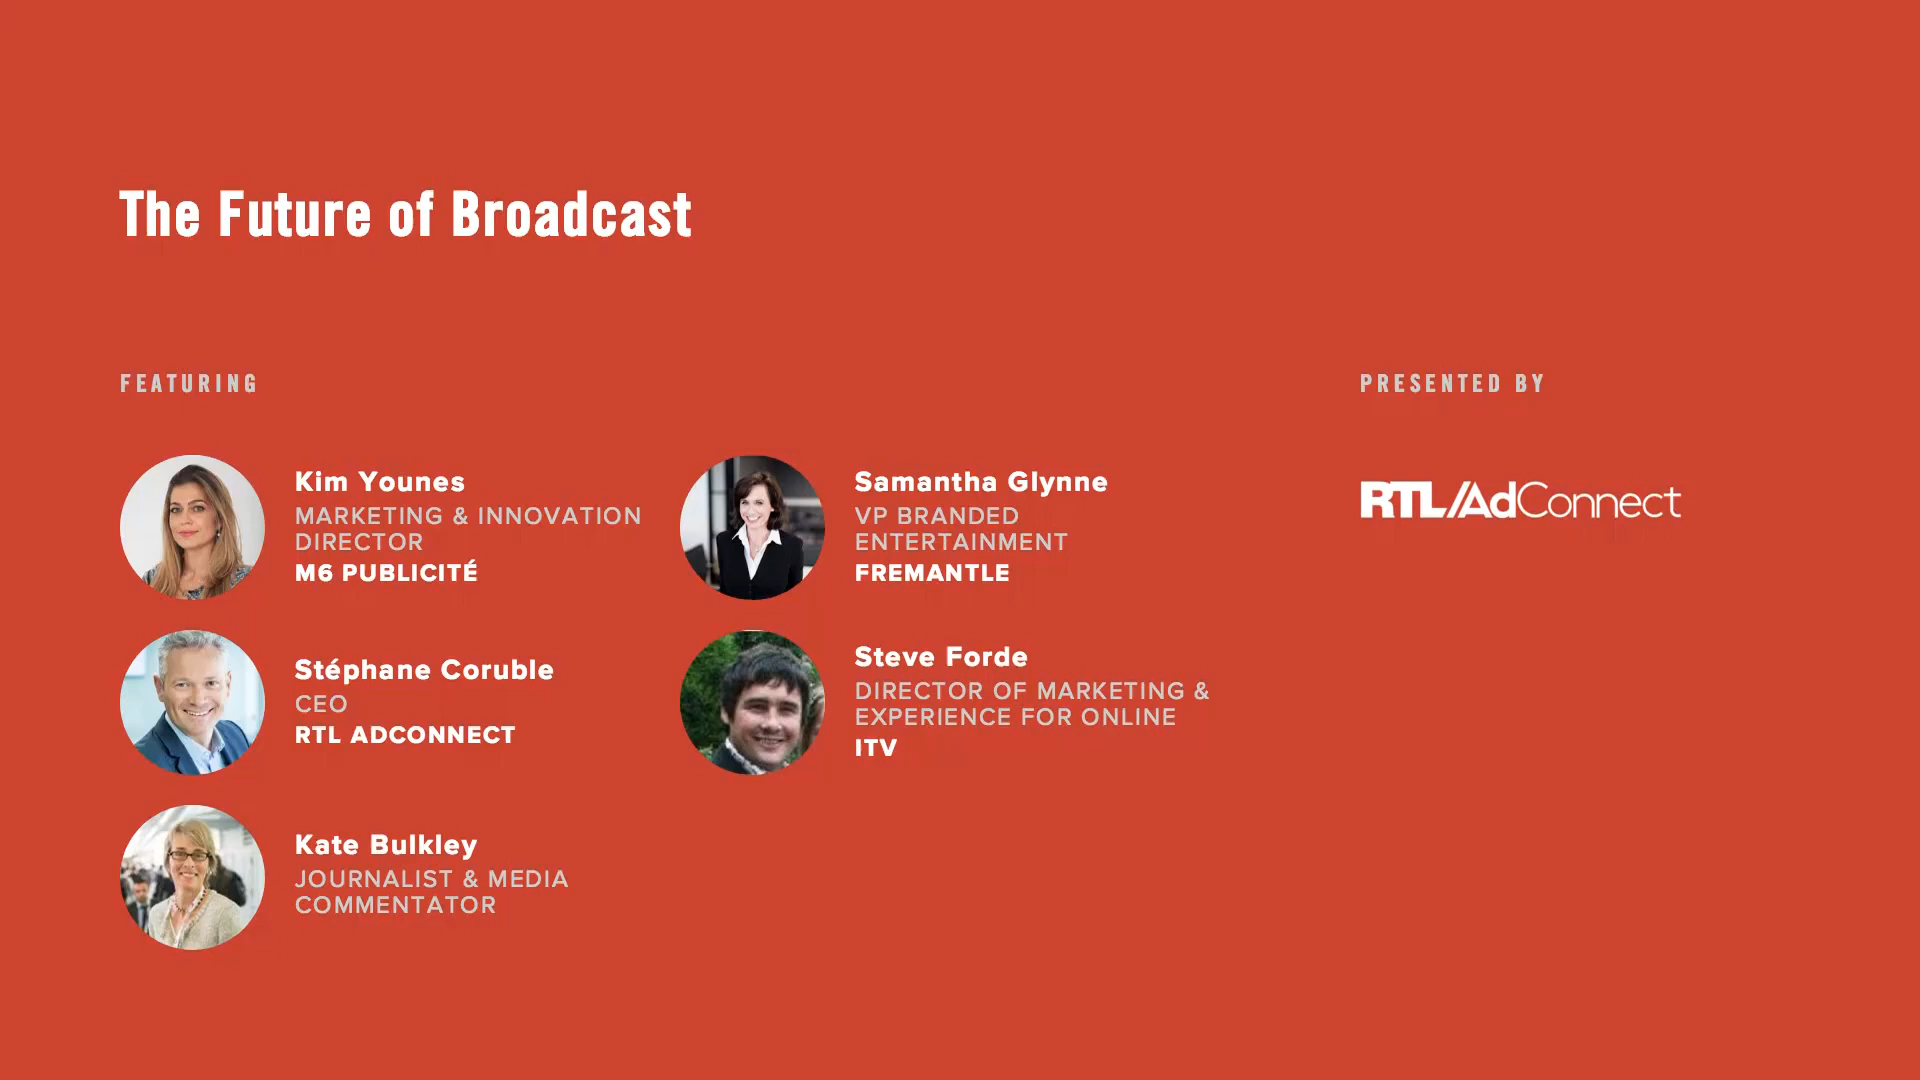 The Future of Broadcast
FEATURING
Kim Younes
MARKETING & INNOVATION
DIRECTOR
M6 PUBLICITÉ
Samantha Glynne
VP BRANDED
ENTERTAINMENT
FREMANTLE
Stéphane Coruble
CEO
RTL ADCONNECT
Steve Forde
DIRECTOR OF MARKETING &
EXPERIENCE FOR ONLINE
ITV
Kate Bulkley
JOURNALIST & MEDIA
COMMENTATOR
PRESENTED BY
RTL/AdConnect